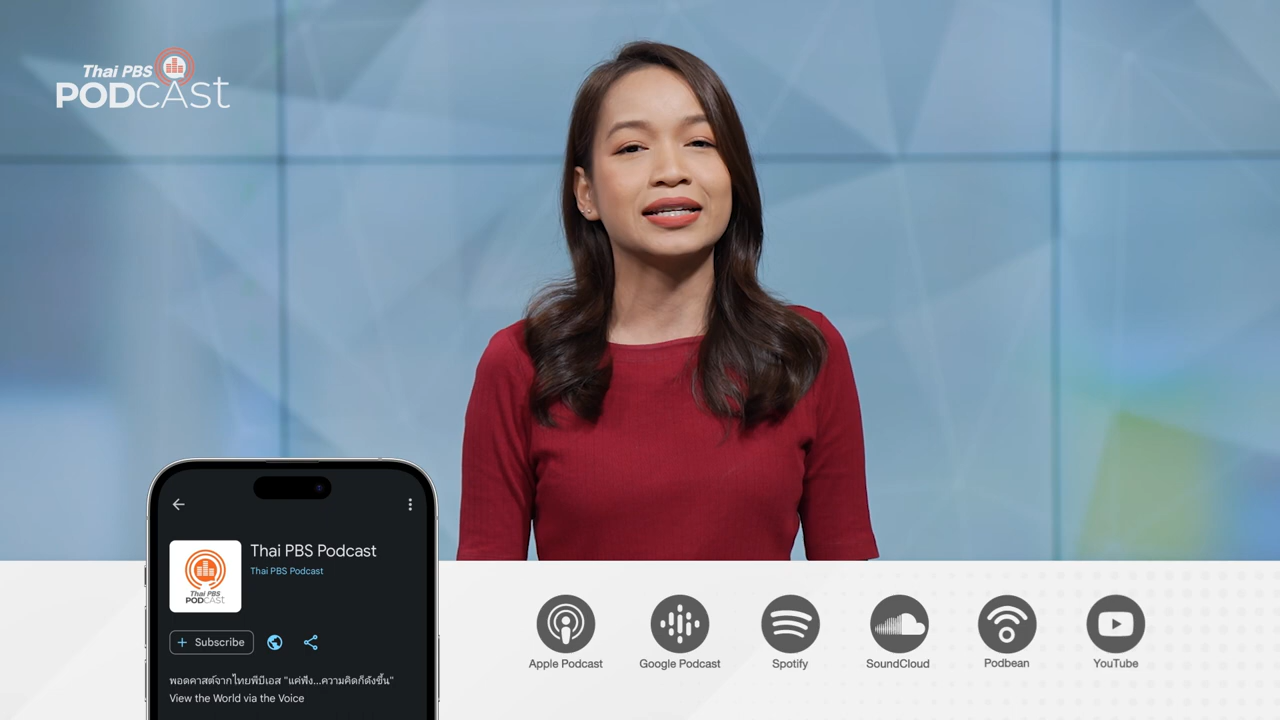 Thai PBS
PODCAST
Thai PBS Podcast
Thai PBS Podcast
Thai PBS
PODCAST
+ Subscribe
พอดคาสต์จากไทยพีบีเอส "แค่ฟัง...ความคิดก็ดังขึ้น"
View the World via the Voice
Apple Podcast
Google Podcast
Spotify
SoundCloud
Podbean
YouTube